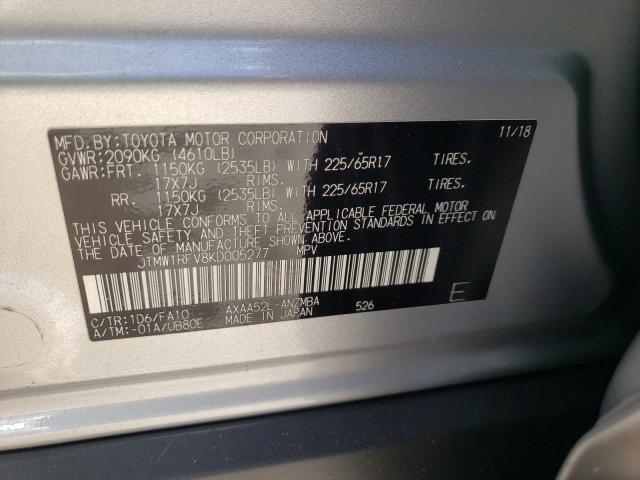 MFD. BY: TOYOTA MOTOR CORPORATION 11/18
GVWR: 2090KG (4610LB)
GAWR: FRT. 1150KG (2535LB) WITH 225/65R17 TIRES.
17X7J RIMS.
RR. 1150KG (2535LB) WITH 225/65R17 TIRES.
17X7J RIMS.
THIS VEHICLE CONFORMS TO ALL APPLICABLE FEDERAL MOTOR
VEHICLE SAFETY AND THEFT PREVENTION STANDARDS IN EFFECT ON
THE DATE OF MANUFACTURE SHOWN ABOVE.
JTMW1RFV8KD005277 MPV
E
C/TR: 1D6/FA10 AXAA52L-ANZMBA 526
A/TM: -01A/UB80E MADE IN JAPAN